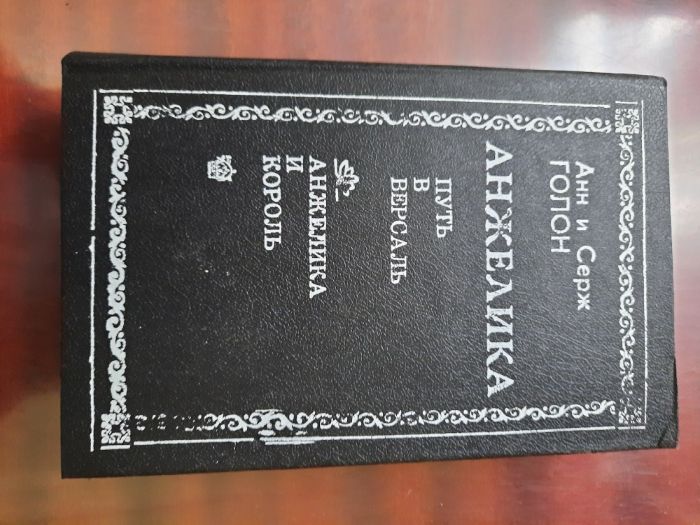 Анн и Серж
ГОЛОН
АНЖЕЛИКА
ПУТЬ
В
ВЕРСАЛЬ
АНЖЕЛИКА
И
КОРОЛЬ